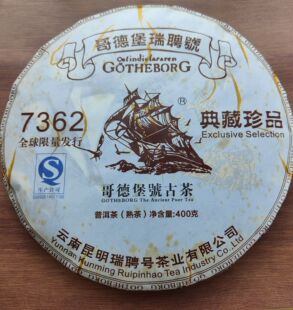 哥德堡瑞聘號
Ostindiefararen
GÖTHEBORG
7362
全球限量发行
典藏珍品
Exclusive Selection
®
生产许可
哥德堡號古茶
GOTHEBORG The Ancient Puer Tea
普洱茶（熟茶）净含量:400克
云南昆明瑞聘号茶业有限公司
Yunnan Kunming Ruipinhao Tea Industry Co., Ltd